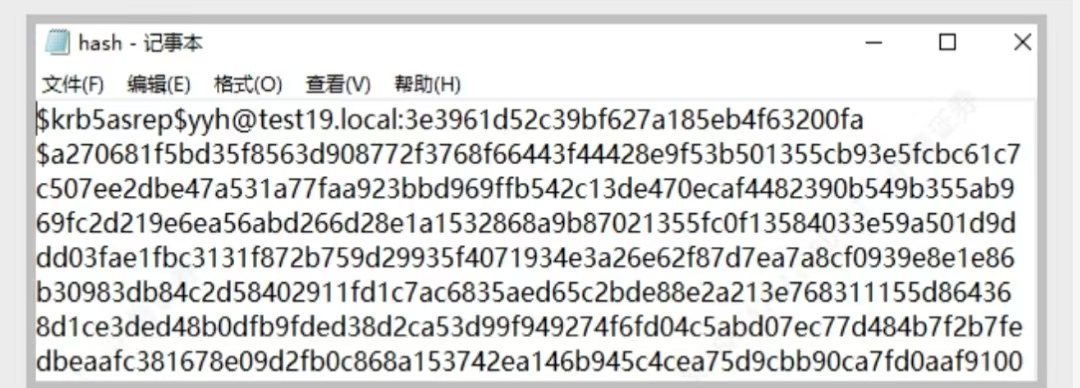 hash - 记事本
文件(F) 编辑(E) 格式(O) 查看(V) 帮助(H)
$krb5asrep$yyh@test19.local:3e3961d52c39bf627a185eb4f63200fa
$a270681f5bd35f8563d908772f3768f66443f44428e9f53b501355cb93e5fcbc61c7
c507ee2dbe47a531a77faa923bbd969ffb542c13de470ecaf4482390b549b355ab9
69fc2d219e6ea56abd266d28e1a1532868a9b87021355fc0f13584033e59a501d9d
dd03fae1fbc3131f872b759d29935f4071934e3a26e62f87d7ea7a8cf0939e8e1e86
b30983db84c2d58402911fd1c7ac6835aed65c2bde88e2a213e768311155d864368
8d1ce3ded48b0dfb9fded38d2ca53d99f949274f6fd04c5abd07ec77d484b7f2b7fe
dbeaafc381678e09d2fb0c868a153742ea146b945c4cea75d9cbb90ca7fd0aaf9100